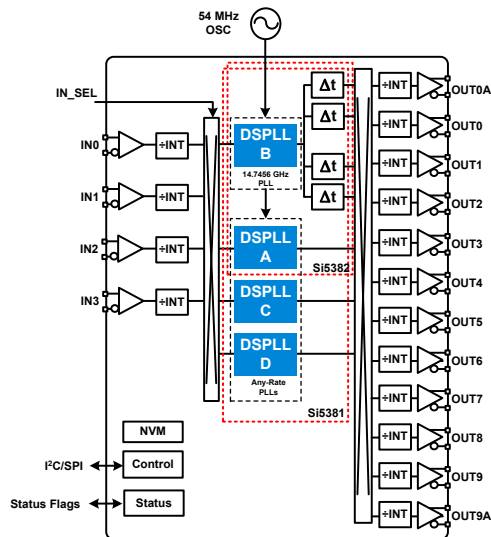 54 MHz
OSC
IN_SEL
IN0
÷INT
IN1
÷INT
IN2
÷INT
IN3
÷INT
DSPLL
B
14.7456 GHz
PLL
Δt
Δt
Δt
Δt
DSPLL
A
Si5382
DSPLL
C
DSPLL
D
Any-Rate
PLLs
Si5381
÷INT
OUT0A
÷INT
OUT0
÷INT
OUT1
÷INT
OUT2
÷INT
OUT3
÷INT
OUT4
÷INT
OUT5
÷INT
OUT6
÷INT
OUT7
÷INT
OUT8
÷INT
OUT9
÷INT
OUT9A
NVM
I²C/SPI
Control
Status Flags
Status